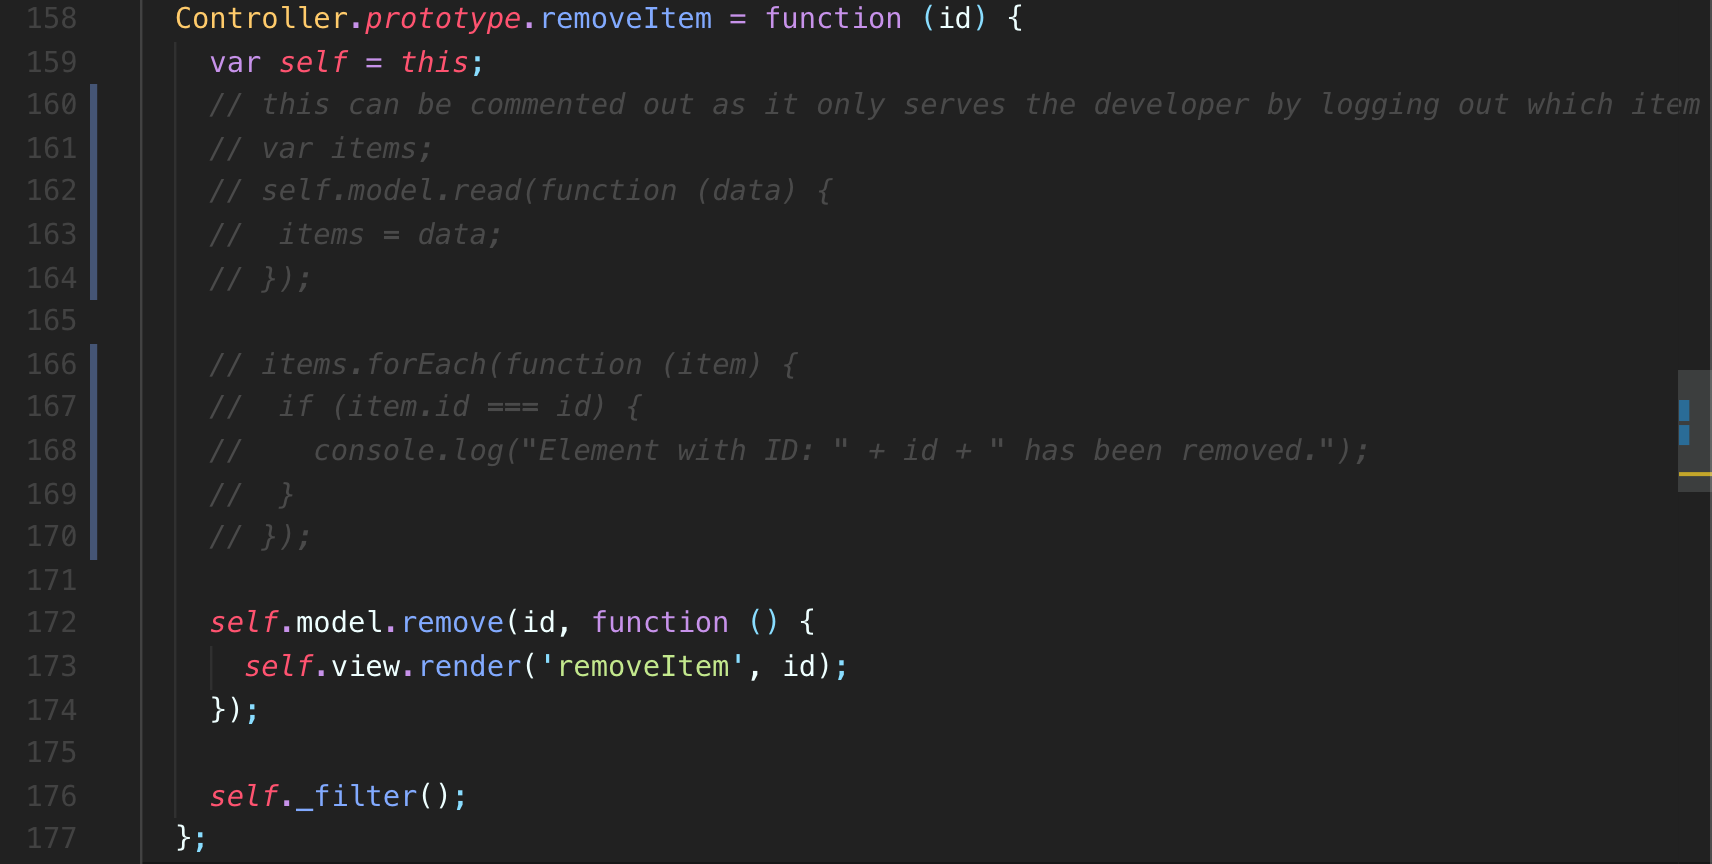 158 Controller.prototype.removeItem = function (id) {
159 var self = this;
160 // this can be commented out as it only serves the developer by logging out which item
161 // var items;
162 // self.model.read(function (data) {
163 //  items = data;
164 // });
165
166 // items.forEach(function (item) {
167 //  if (item.id === id) {
168 //    console.log("Element with ID: " + id + " has been removed.");
169 //  }
170 // });
171
172 self.model.remove(id, function () {
173 self.view.render('removeItem', id);
174 });
175
176 self._filter();
177 };